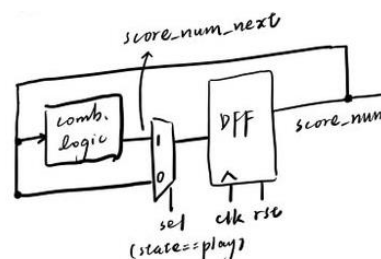 score_num_next
comb.
logic
1
0
DFF
score_num
sel
clk rst
(state==play)